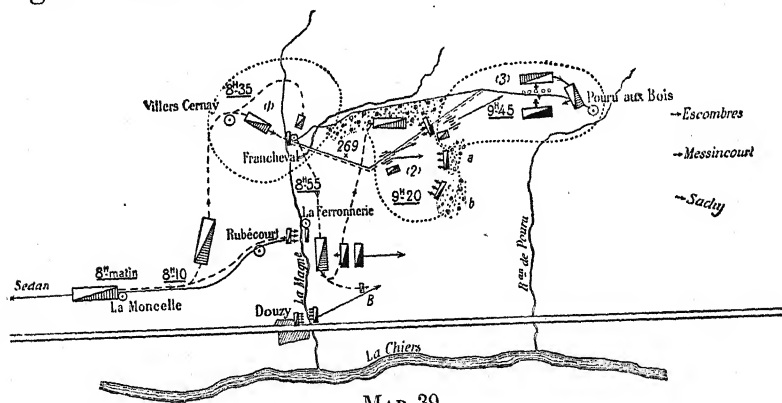 (3)
8ᴴ35
Villers Cernay
(1)
Pouru aux Bois
9ᴴ45
Escombres
Francheval
269
Messincourt
(2)
a
8ᴴ55
9ᴴ20
b
Sachy
La Ferronnerie
Rubécourt
8ᴴ matin
8ᴴ10
Sedan
La Moncelle
La Magne
B
Rᵃᵘ de Pouru
Douzy
La Chiers
MAP 39